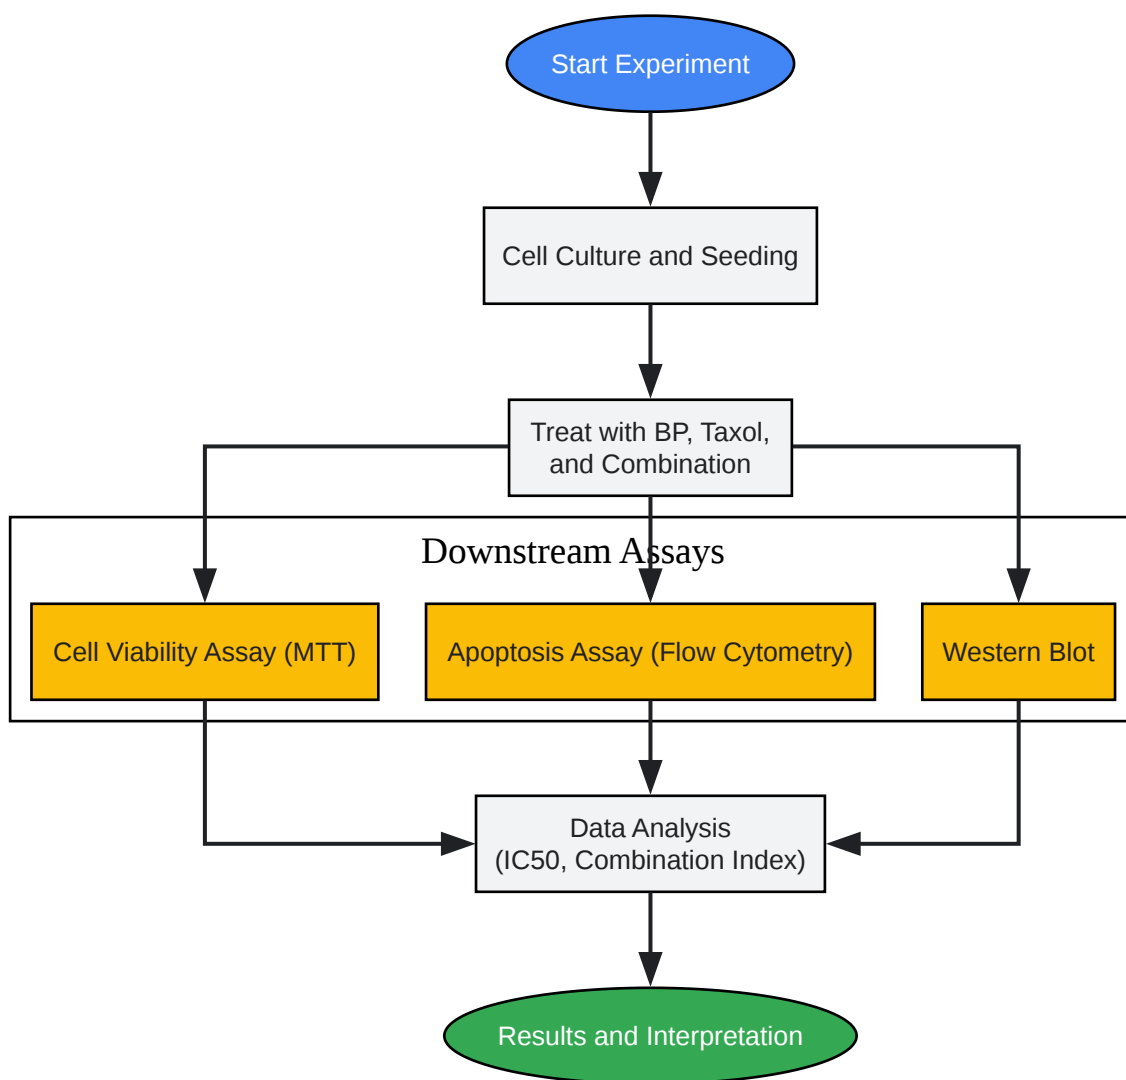 Start Experiment
Cell Culture and Seeding
Treat with BP, Taxol,
and Combination
Downstream Assays
Cell Viability Assay (MTT)
Apoptosis Assay (Flow Cytometry)
Western Blot
Data Analysis
(IC50, Combination Index)
Results and Interpretation